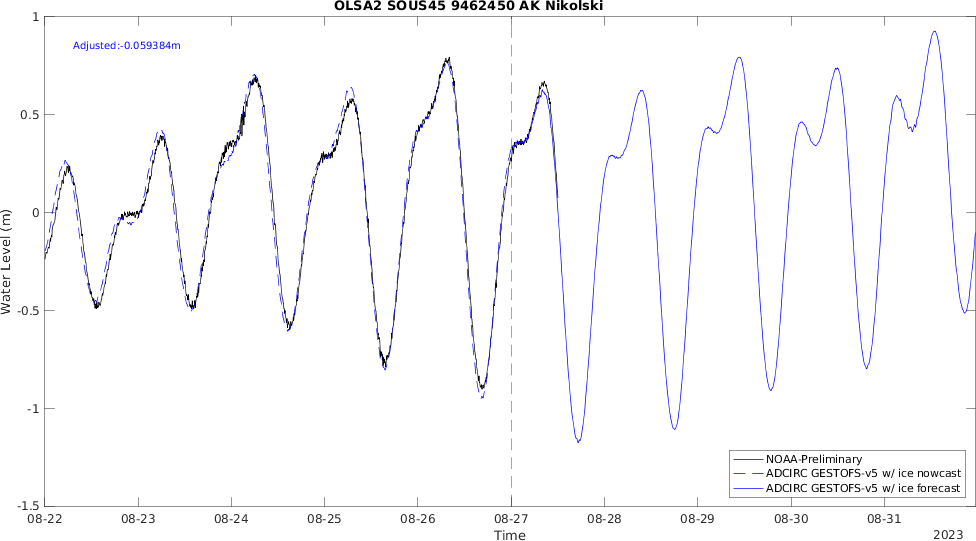 OLSA2 SOUS45 9462450 AK Nikolski
Adjusted:-0.059384m
1
0.5
0
-0.5
-1
-1.5
Water Level (m)
08-22 08-23 08-24 08-25 08-26 08-27 08-28 08-29 08-30 08-31
Time
2023
NOAA-Preliminary
ADCIRC GESTOFS-v5 w/ ice nowcast
ADCIRC GESTOFS-v5 w/ ice forecast